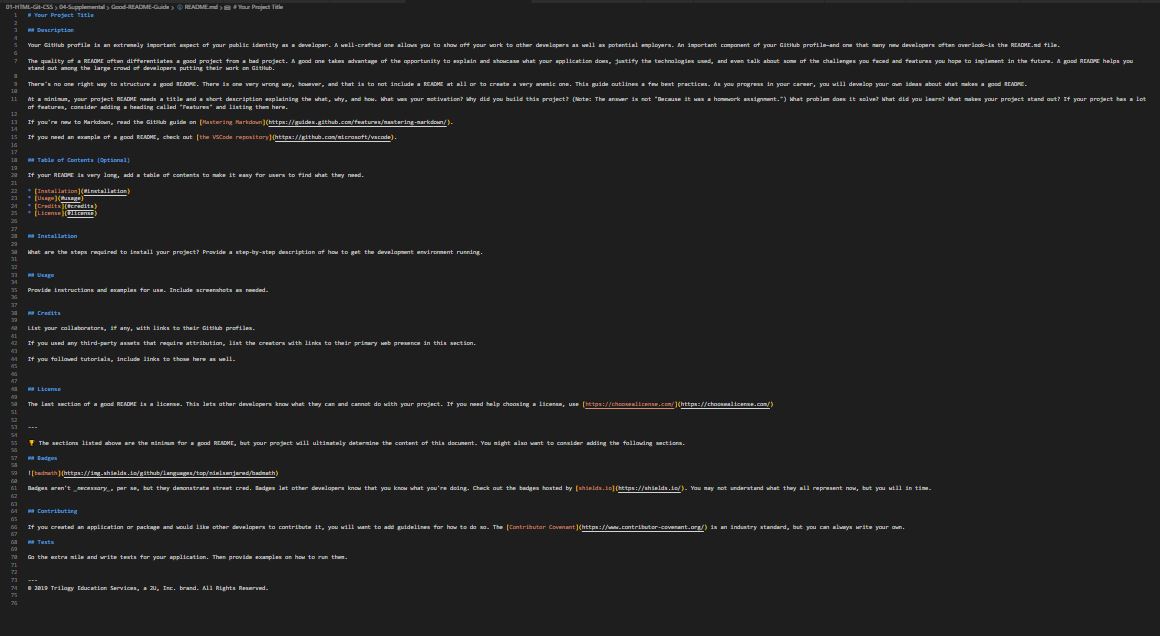 01-HTML-Git-CSS > 04-Supplemental > Good-README-Guide > README.md > # Your Project Title
1 # Your Project Title
2
3 ## Description
4
5 Your GitHub profile is an extremely important aspect of your public identity as a developer. A well-crafted one allows you to show off your work to other developers as well as potential employers. An important component of your GitHub profile—and one that many new developers often overlook—is the README.md file.
6
7 The quality of a README often differentiates a good project from a bad project. A good one takes advantage of the opportunity to explain and showcase what your application does, justify the technologies used, and even talk about some of the challenges you faced and features you hope to implement in the future. A good README helps you
stand out among the large crowd of developers putting their work on GitHub.
8
9 There's no one right way to structure a good README. There is one very wrong way, however, and that is to not include a README at all or to create a very anemic one. This guide outlines a few best practices. As you progress in your career, you will develop your own ideas about what makes a good README.
10
11 At a minimum, your project README needs a title and a short description explaining the what, why, and how. What was your motivation? Why did you build this project? (Note: The answer is not "Because it was a homework assignment.") What problem does it solve? What did you learn? What makes your project stand out? If your project has a lot
of features, consider adding a heading called "Features" and listing them here.
12
13 If you're new to Markdown, read the GitHub guide on [Mastering Markdown](https://guides.github.com/features/mastering-markdown/).
14
15 If you need an example of a good README, check out [the VSCode repository](https://github.com/microsoft/vscode).
16
17
18 ## Table of Contents (Optional)
19
20 If your README is very long, add a table of contents to make it easy for users to find what they need.
21
22 * [Installation](#installation)
23 * [Usage](#usage)
24 * [Credits](#credits)
25 * [License](#license)
26
27
28 ## Installation
29
30 What are the steps required to install your project? Provide a step-by-step description of how to get the development environment running.
31
32
33 ## Usage
34
35 Provide instructions and examples for use. Include screenshots as needed.
36
37
38 ## Credits
39
40 List your collaborators, if any, with links to their GitHub profiles.
41
42 If you used any third-party assets that require attribution, list the creators with links to their primary web presence in this section.
43
44 If you followed tutorials, include links to those here as well.
45
46
47
48 ## License
49
50 The last section of a good README is a license. This lets other developers know what they can and cannot do with your project. If you need help choosing a license, use [https://choosealicense.com/](https://choosealicense.com/)
51
52
53 ---
54
55 🏆 The sections listed above are the minimum for a good README, but your project will ultimately determine the content of this document. You might also want to consider adding the following sections.
56
57 ## Badges
58
59 ![badmath](https://img.shields.io/github/languages/top/nielsenjared/badmath)
60
61 Badges aren't _necessary_, per se, but they demonstrate street cred. Badges let other developers know that you know what you're doing. Check out the badges hosted by [shields.io](https://shields.io/). You may not understand what they all represent now, but you will in time.
62
63
64 ## Contributing
65
66 If you created an application or package and would like other developers to contribute it, you will want to add guidelines for how to do so. The [Contributor Covenant](https://www.contributor-covenant.org/) is an industry standard, but you can always write your own.
67
68 ## Tests
69
70 Go the extra mile and write tests for your application. Then provide examples on how to run them.
71
72
73 ---
74 © 2019 Trilogy Education Services, a 2U, Inc. brand. All Rights Reserved.
75
76